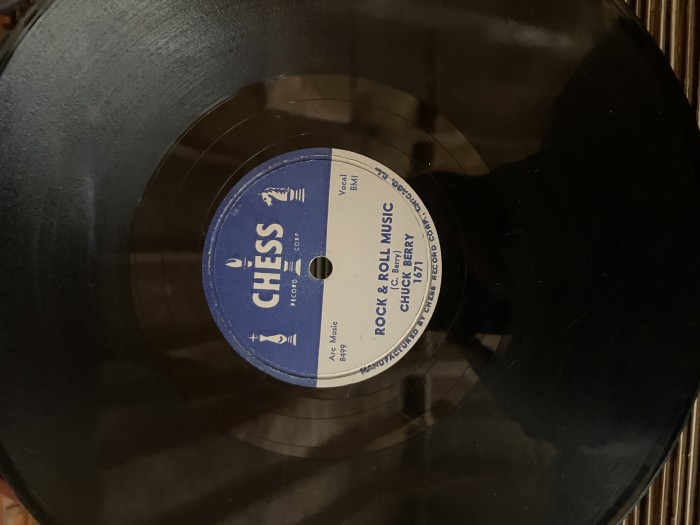 CHESS
RECORD CORP
Arc Music
8499
Vocal
BMI
ROCK & ROLL MUSIC
(C. Berry)
CHUCK BERRY
1671
MANUFACTURED BY CHESS RECORD CORP., CHICAGO, ILL.